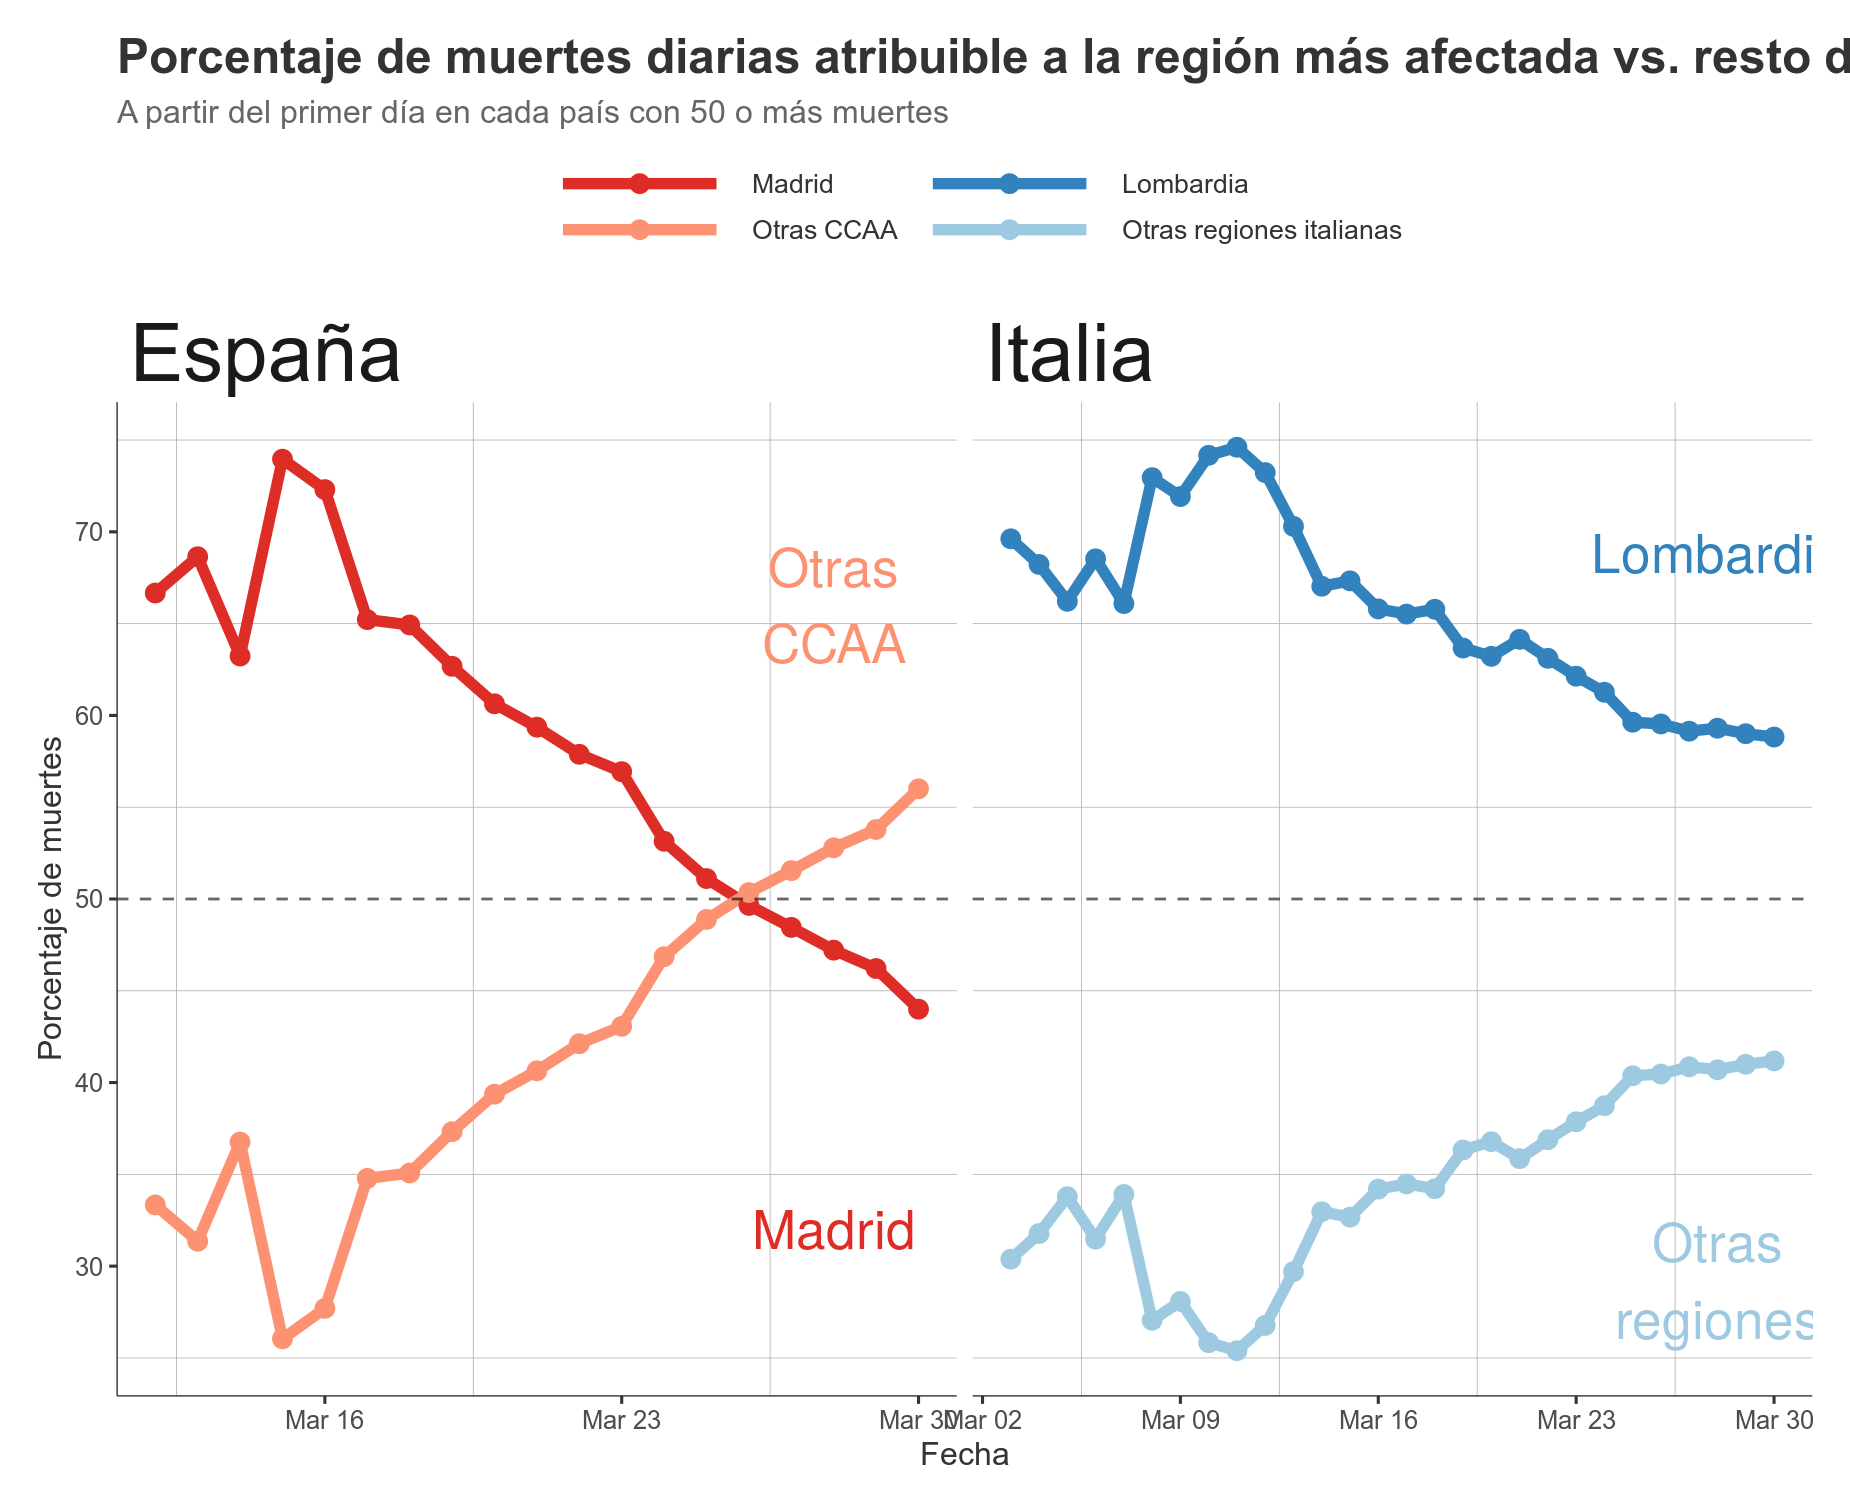 Porcentaje de muertes diarias atribuible a la región más afectada vs. resto d
A partir del primer día en cada país con 50 o más muertes
Madrid
Lombardia
Otras CCAA
Otras regiones italianas
España
Italia
Otras
CCAA
Lombardi
Madrid
Otras
regiones
Porcentaje de muertes
70
60
50
40
30
Mar 16
Mar 23
Mar 30
Mar 02
Mar 09
Mar 16
Mar 23
Mar 30
Fecha